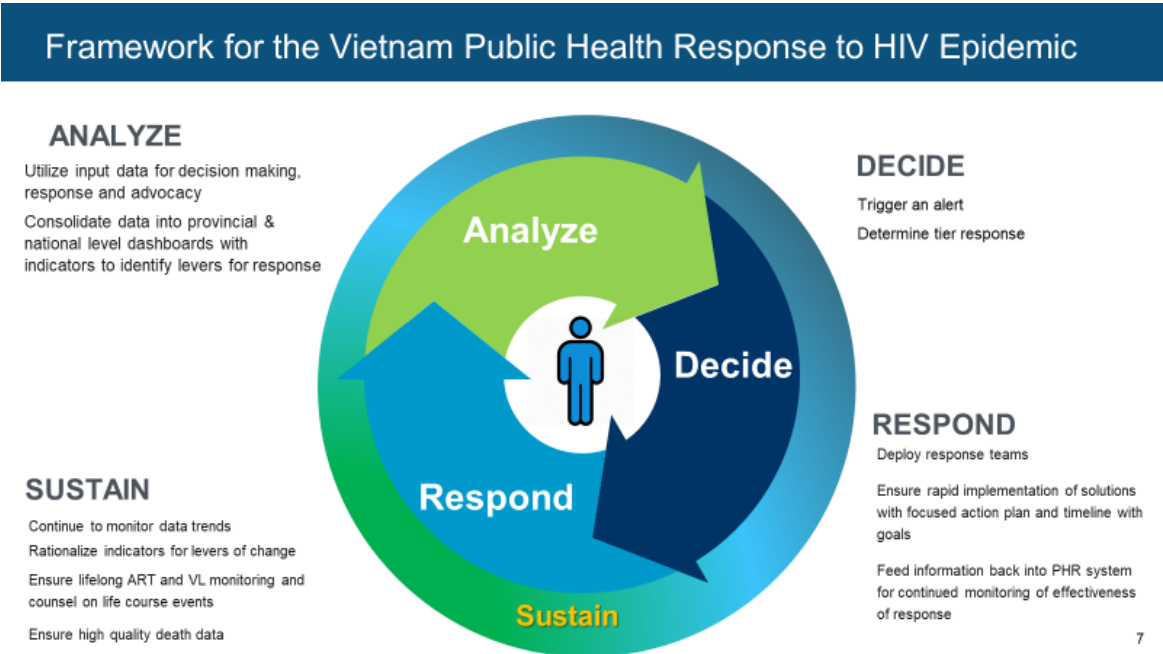 Framework for the Vietnam Public Health Response to HIV Epidemic
ANALYZE
Utilize input data for decision making,
response and advocacy
Consolidate data into provincial &
national level dashboards with
indicators to identify levers for response
DECIDE
Trigger an alert
Determine tier response
Analyze
Decide
Respond
Sustain
RESPOND
Deploy response teams
Ensure rapid implementation of solutions
with focused action plan and timeline with
goals
Feed information back into PHR system
for continued monitoring of effectiveness
of response
SUSTAIN
Continue to monitor data trends
Rationalize indicators for levers of change
Ensure lifelong ART and VL monitoring and
counsel on life course events
Ensure high quality death data
7